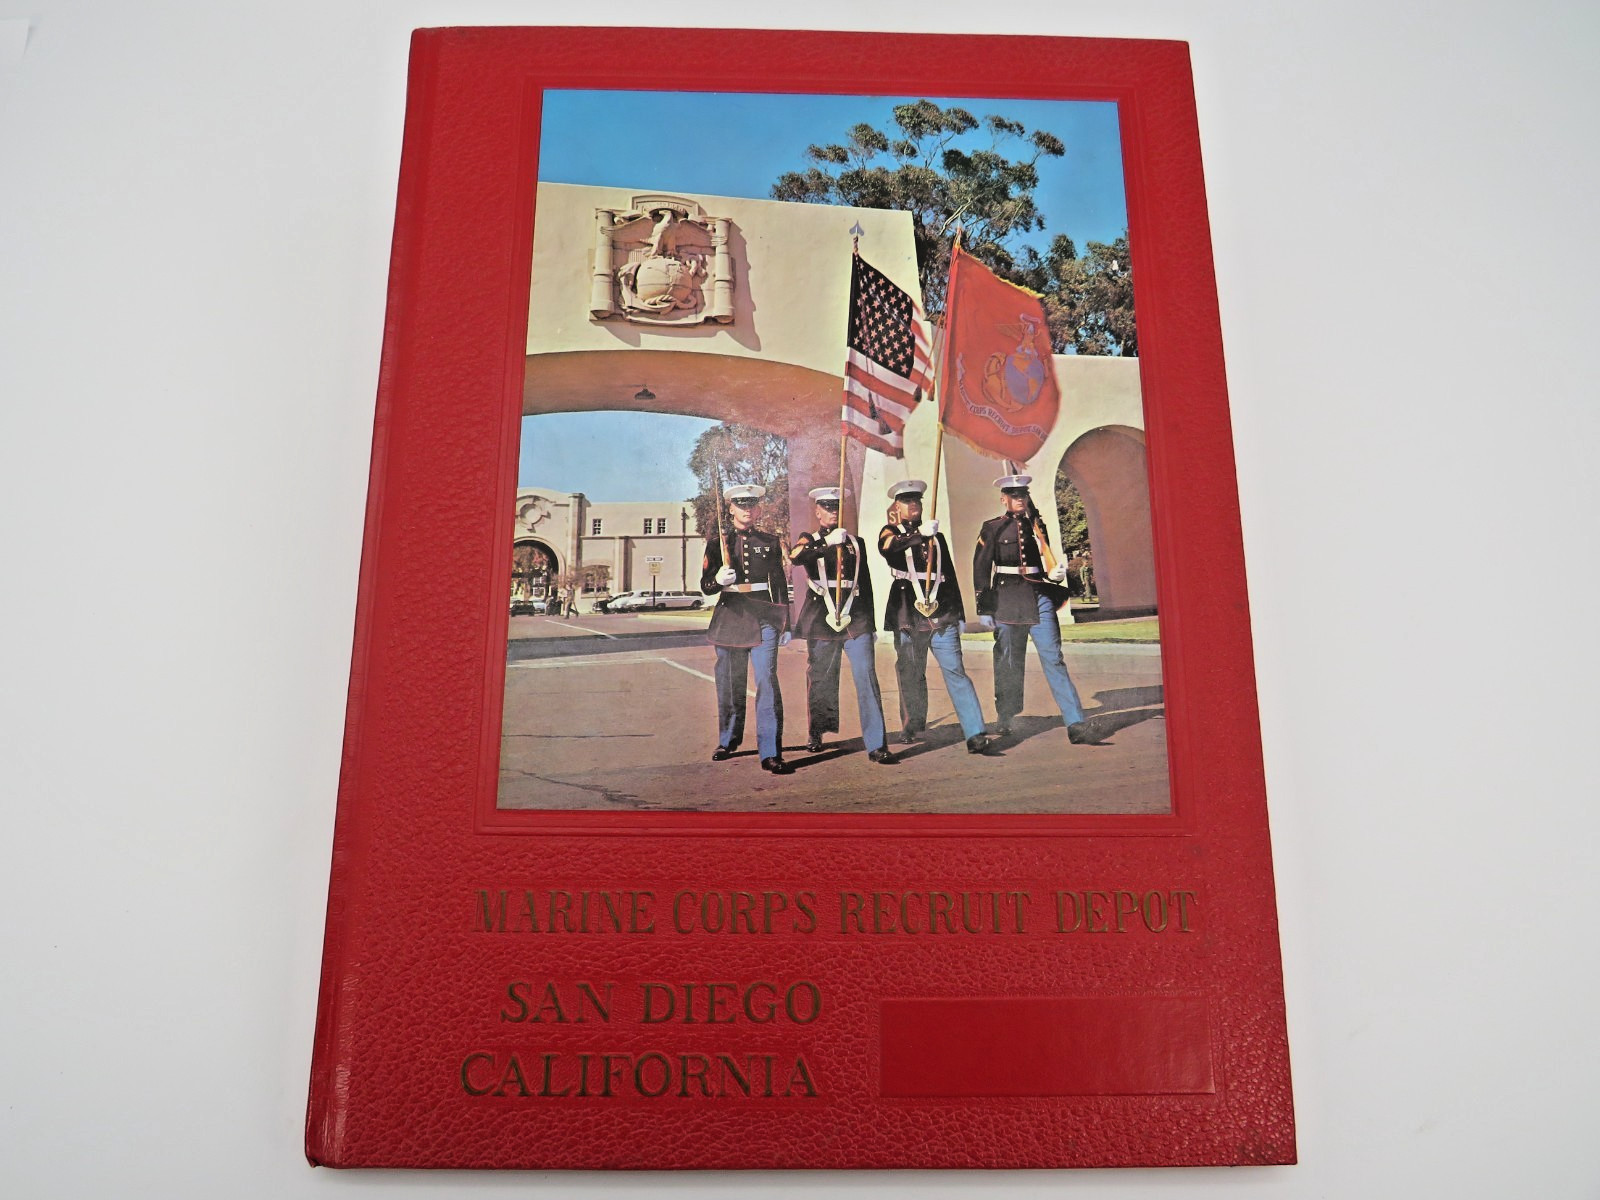 MARINE CORPS RECRUIT DEPOT
SAN DIEGO
CALIFORNIA